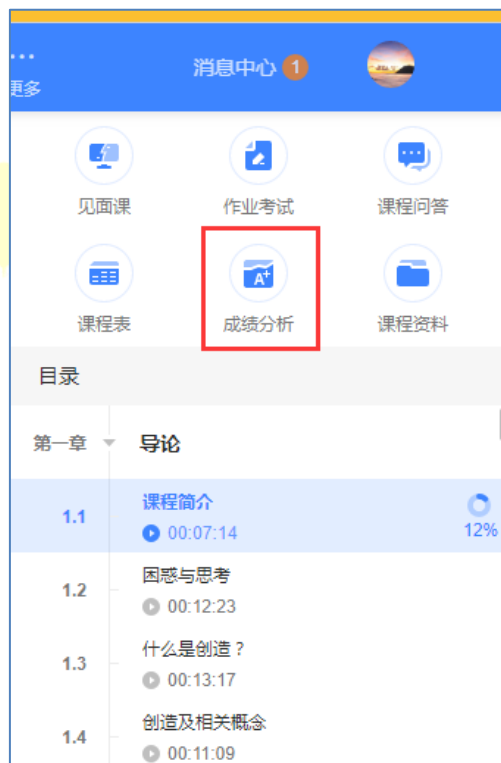 消息中心 1
更多
见面课 作业考试 课程问答
A+
课程表 成绩分析 课程资料
目录
第一章 导论
1.1 课程简介
00:07:14 12%
1.2 困惑与思考
00:12:23
1.3 什么是创造？
00:13:17
1.4 创造及相关概念
00:11:09